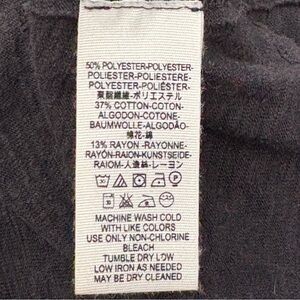 50% POLYESTER-POLYESTER-
POLIESTER-POLIESTERE-
POLYESTER-POLIÉSTER-
聚酯纖維-ポリエステル
37% COTTON-COTON-
ALGODON-COTONE-
BAUMWOLLE-ALGODÃO-
棉花-綿
13% RAYON-RAYONNE-
RAYÓN-RAION-KUNSTSEIDE-
RAIOM-人造絲-レーヨン
MACHINE WASH COLD
WITH LIKE COLORS
USE ONLY NON-CHLORINE
BLEACH
TUMBLE DRY LOW
LOW IRON AS NEEDED
MAY BE DRY CLEANED